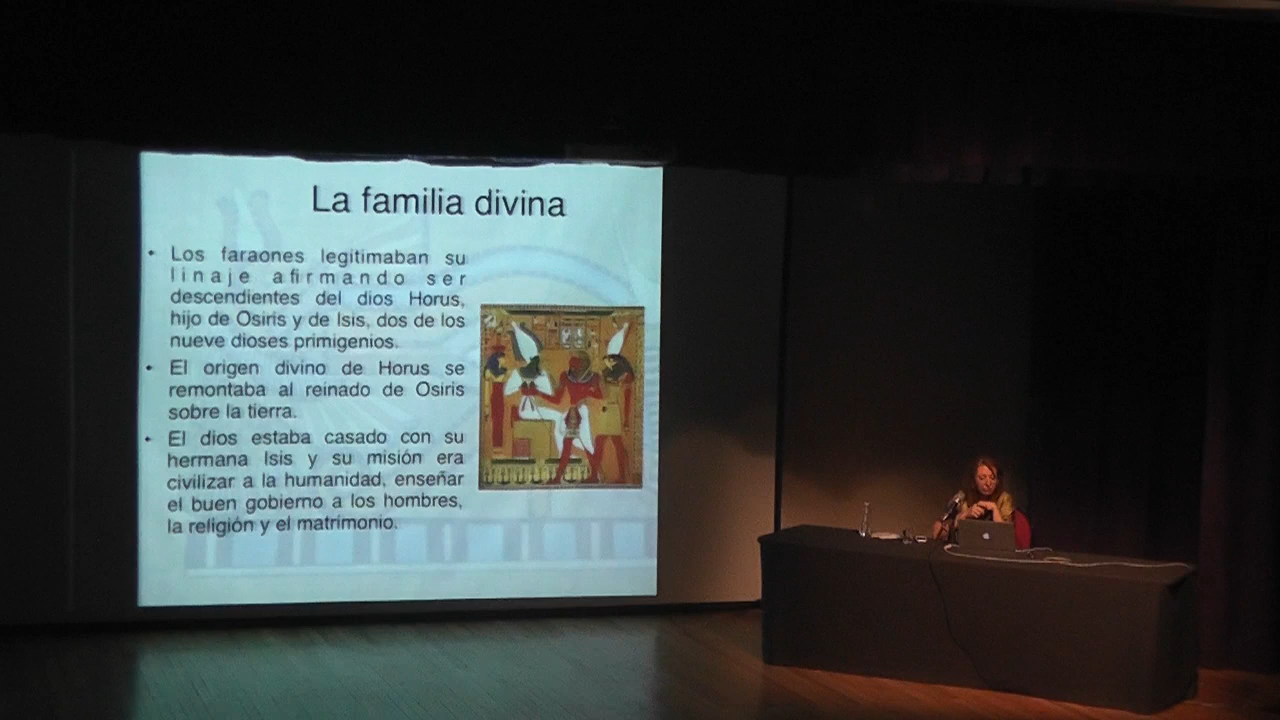 La familia divina
• Los faraones legitimaban su
linaje afirmando ser
descendientes del dios Horus,
hijo de Osiris y de Isis, dos de los
nueve dioses primigenios.
• El origen divino de Horus se
remontaba al reinado de Osiris
sobre la tierra.
• El dios estaba casado con su
hermana Isis y su misión era
civilizar a la humanidad, enseñar
el buen gobierno a los hombres,
la religión y el matrimonio.